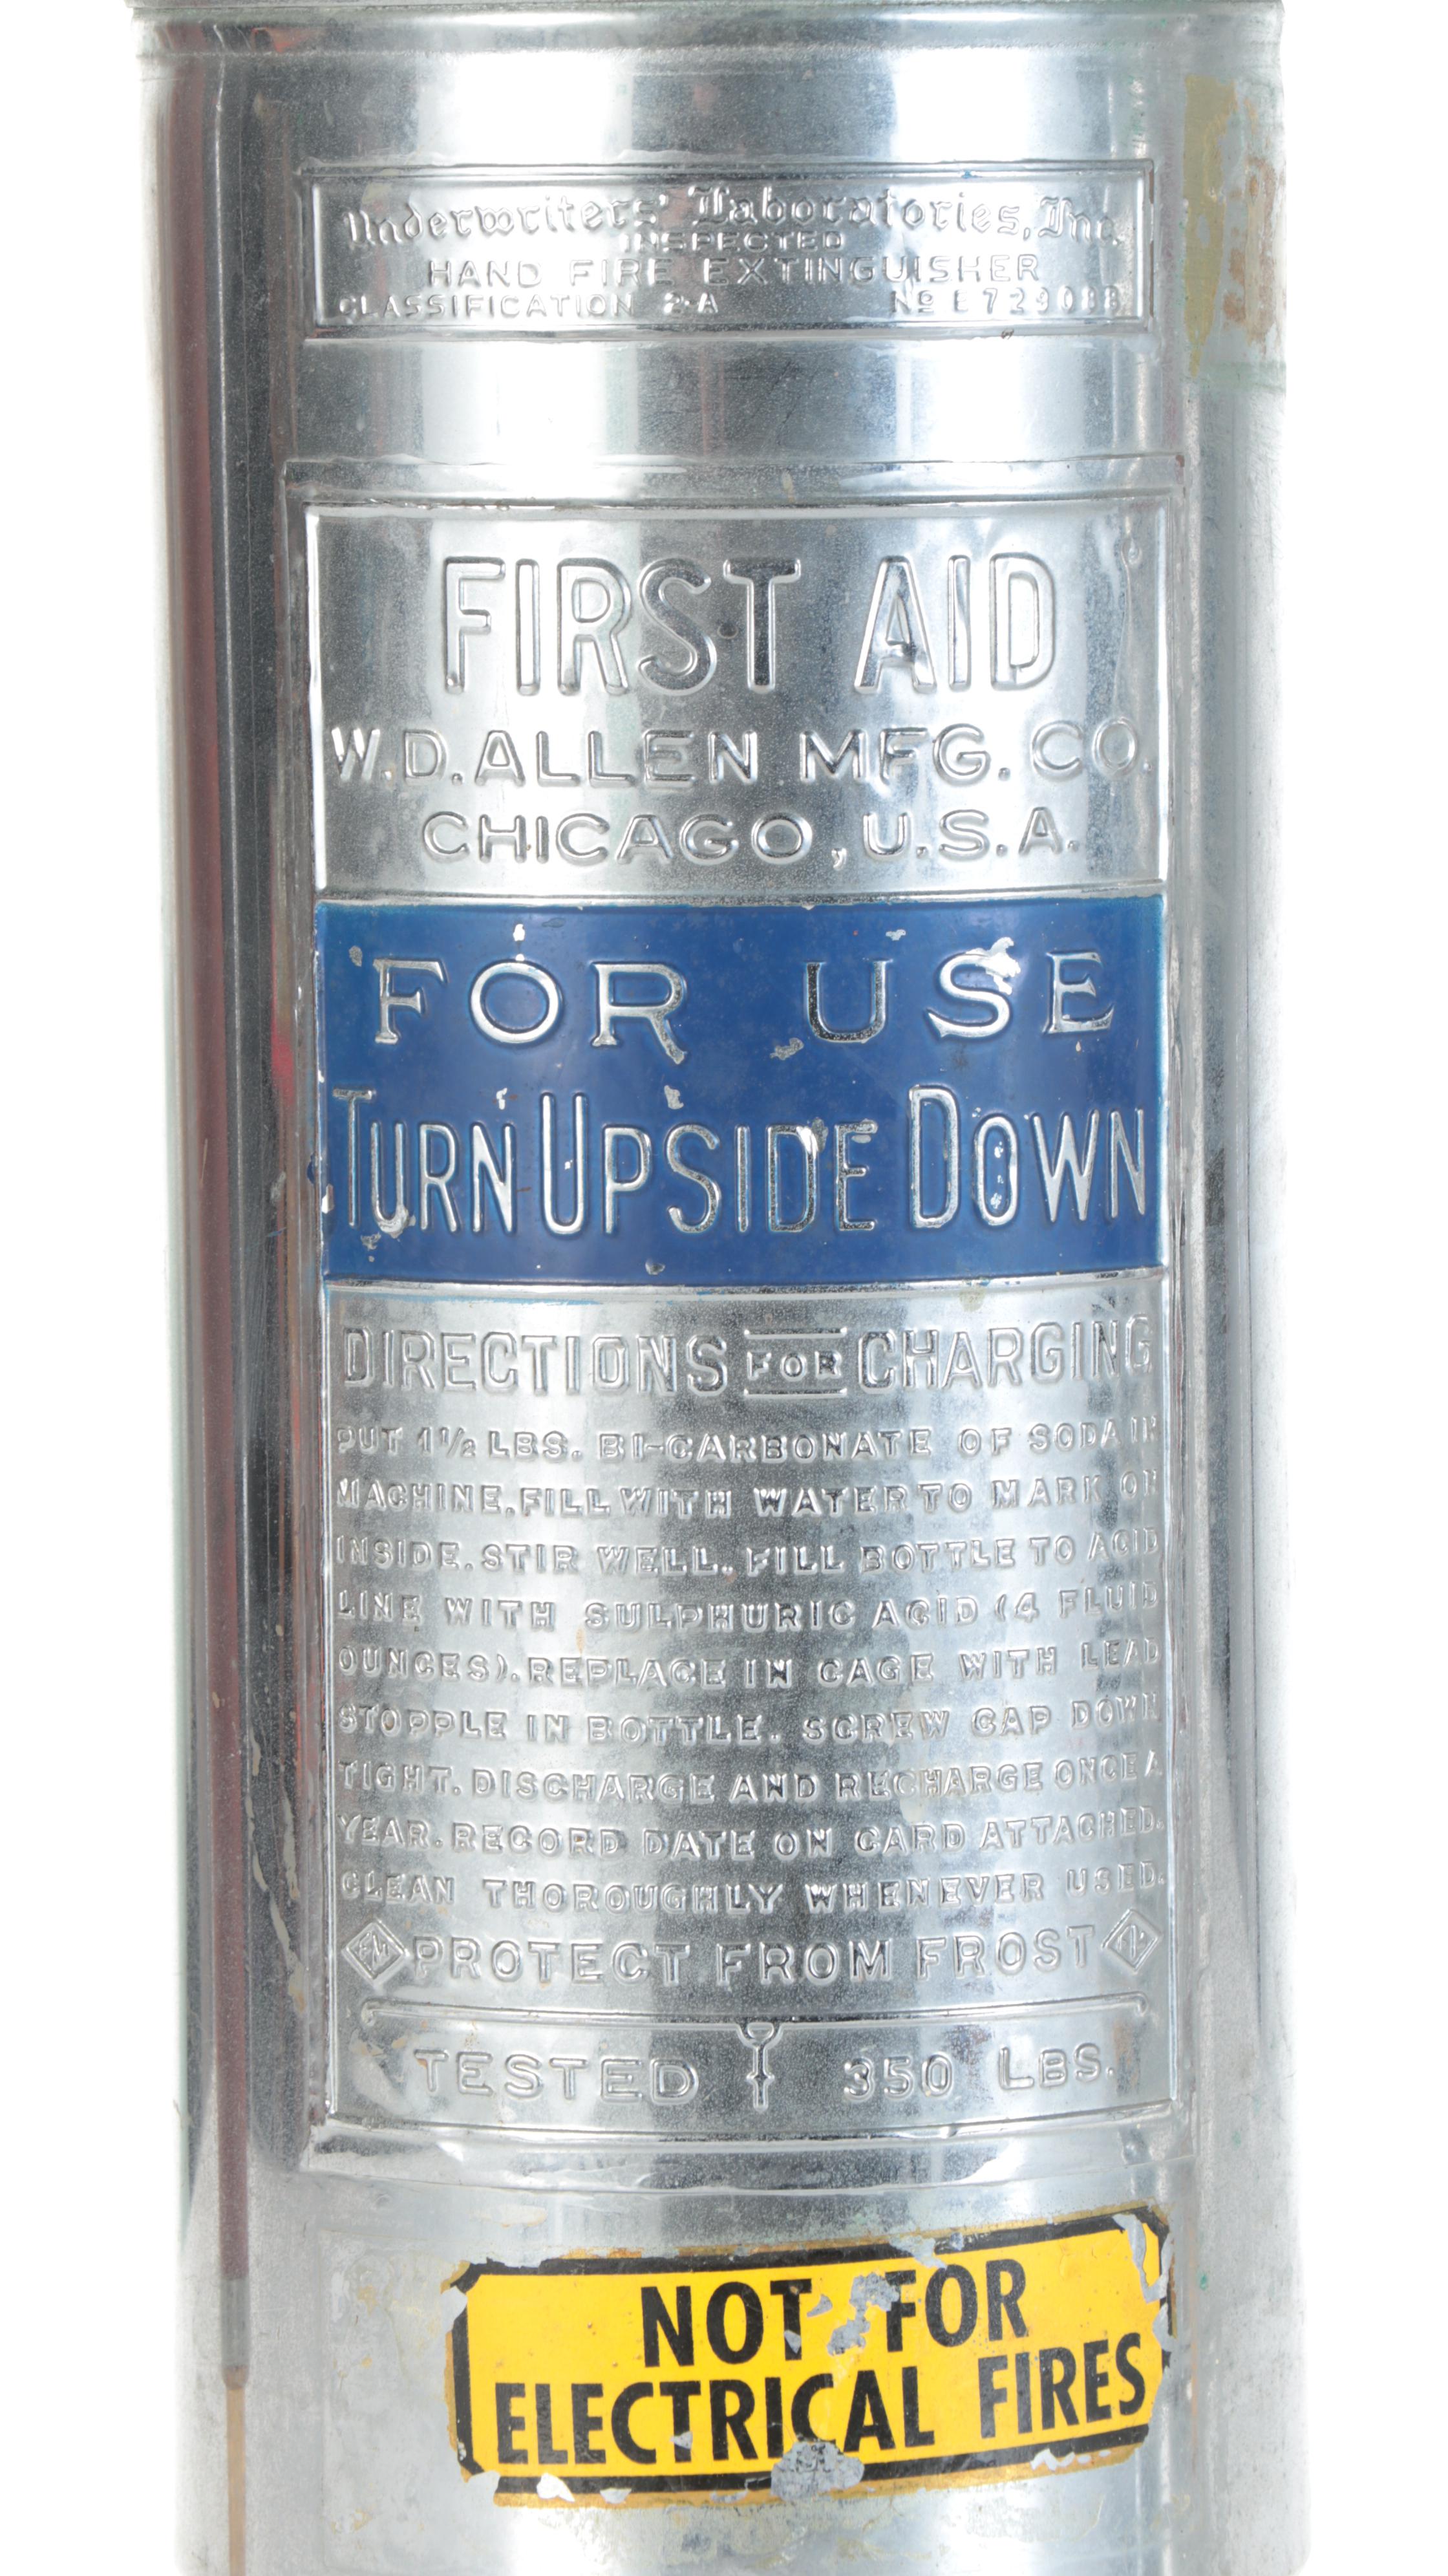 Underwriters' Laboratories, Inc.
INSPECTED
HAND FIRE EXTINGUISHER
CLASSIFICATION 2-A Nº E729088
FIRST AID
W.D. ALLEN MFG. CO.
CHICAGO, U.S.A.
FOR USE
TURN UPSIDE DOWN
DIRECTIONS FOR CHARGING
PUT 1½ LBS. BI-CARBONATE OF SODA IN
MACHINE. FILL WITH WATER TO MARK ON
INSIDE. STIR WELL. FILL BOTTLE TO ACID
LINE WITH SULPHURIC ACID (4 FLUID
OUNCES). REPLACE IN CAGE WITH LEAD
STOPPLE IN BOTTLE. SCREW CAP DOWN
TIGHT. DISCHARGE AND RECHARGE ONCE A
YEAR. RECORD DATE ON CARD ATTACHED.
CLEAN THOROUGHLY WHENEVER USED.
PROTECT FROM FROST
TESTED 350 LBS.
NOT FOR
ELECTRICAL FIRES